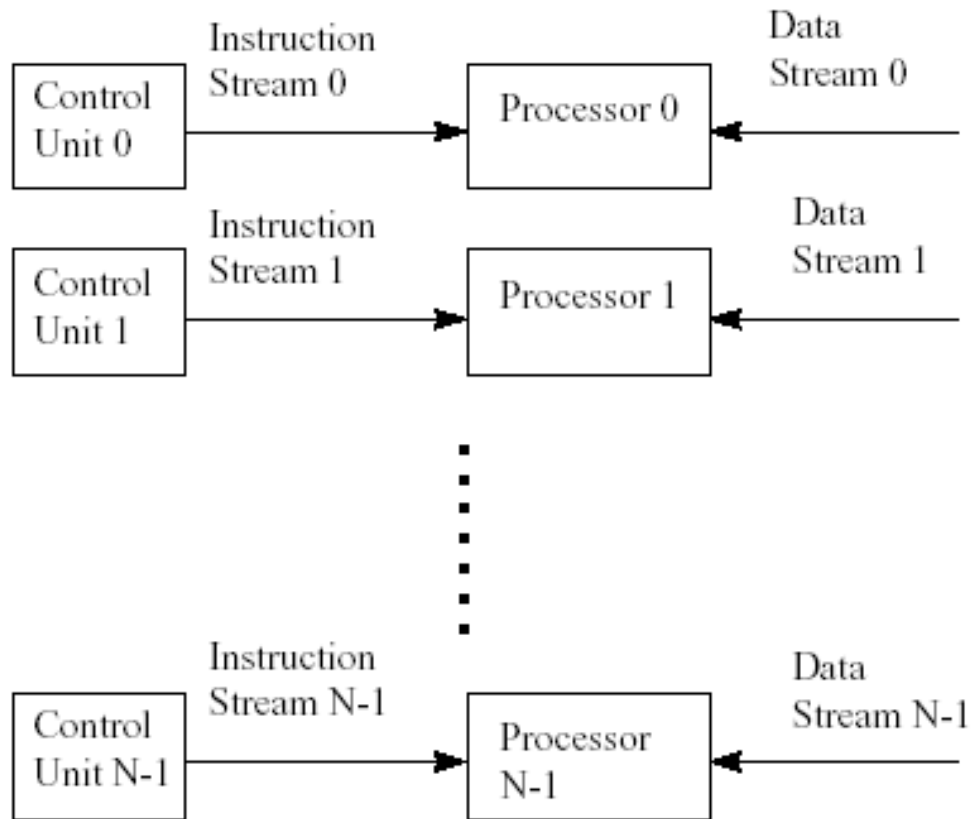 Control
Unit 0
Instruction
Stream 0
Processor 0
Data
Stream 0
Control
Unit 1
Instruction
Stream 1
Processor 1
Data
Stream 1
Control
Unit N-1
Instruction
Stream N-1
Processor
N-1
Data
Stream N-1